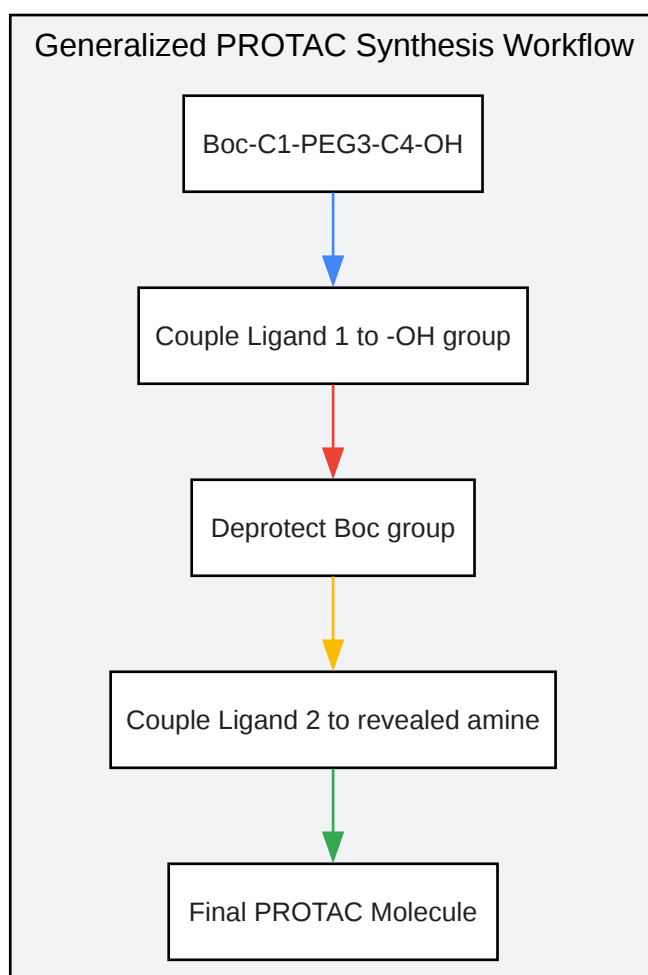 Generalized PROTAC Synthesis Workflow
Boc-C1-PEG3-C4-OH
Couple Ligand 1 to -OH group
Deprotect Boc group
Couple Ligand 2 to revealed amine
Final PROTAC Molecule